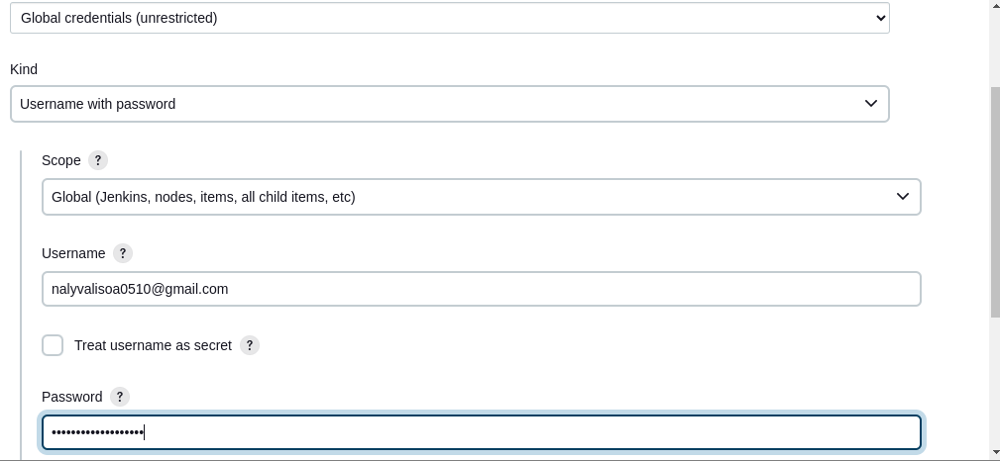 Global credentials (unrestricted)
Kind
Username with password
Scope ?
Global (Jenkins, nodes, items, all child items, etc)
Username ?
nalyvalisoa0510@gmail.com
Treat username as secret ?
Password ?
•••••••••••••••••••